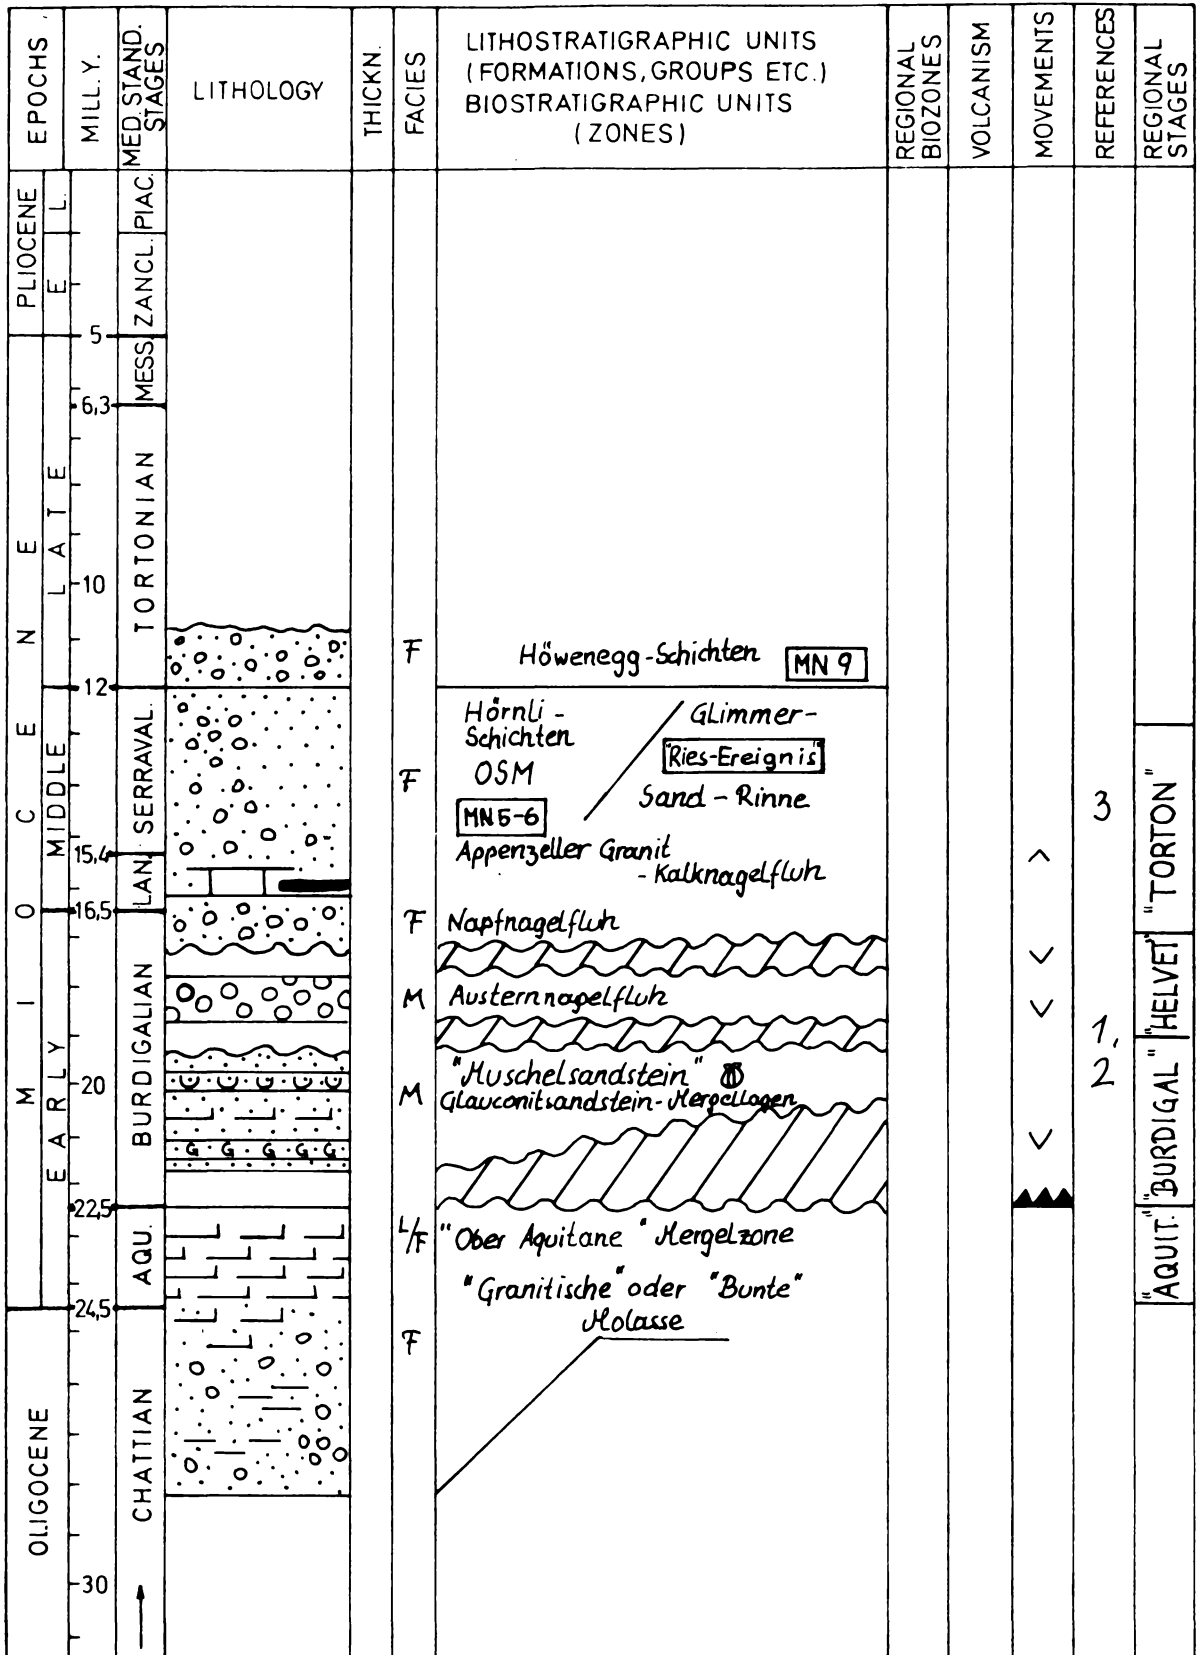 EPOCHS
MILL. Y.
MED. STAND. STAGES
LITHOLOGY
THICKN.
FACIES
LITHOSTRATIGRAPHIC UNITS
(FORMATIONS, GROUPS ETC.)
BIOSTRATIGRAPHIC UNITS
(ZONES)
REGIONAL BIOZONES
VOLCANISM
MOVEMENTS
REFERENCES
REGIONAL STAGES
PLIOCENE
L.
E
PIAC.
ZANCL.
5
MESS.
6,3
MIOCENE
LATE
TORTONIAN
10
F
Höwenegg-Schichten MN 9
12
MIDDLE
SERRAVAL.
Hörnli-
Schichten
OSM
MN 5-6
GLimmer-
"Ries-Ereignis"
Sand - Rinne
F
3
"TORTON"
15,4
LAN.
Appenzeller Granit
- Kalknagelfluh
16,5
F Napfnagelfluh
EARLY
BURDIGALIAN
"HELVET"
M Austernnagelfluh
1,
2
20
"Muschelsandstein"
M Glauconitsandstein-Mergellagen
G G G G G
"BURDIGAL"
22,5
AQU.
L/F "Ober Aquitane" Mergelzone
"AQUIT."
"Granitische" oder "Bunte"
Molasse
24,5
F
OLIGOCENE
CHATTIAN
30